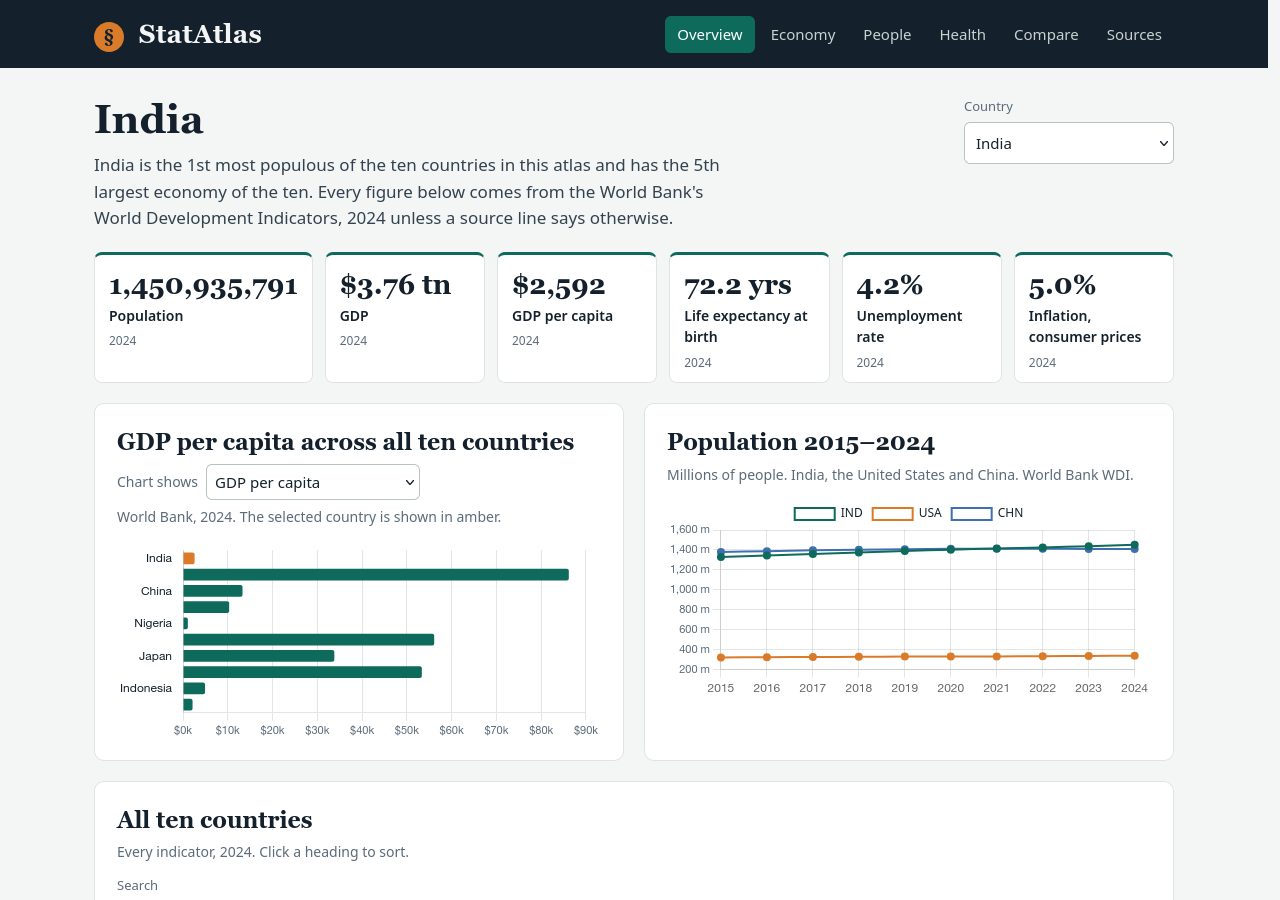 § StatAtlas
Overview Economy People Health Compare Sources
India
Country
India
India is the 1st most populous of the ten countries in this atlas and has the 5th
largest economy of the ten. Every figure below comes from the World Bank's
World Development Indicators, 2024 unless a source line says otherwise.
1,450,935,791
Population
2024
$3.76 tn
GDP
2024
$2,592
GDP per capita
2024
72.2 yrs
Life expectancy at
birth
2024
4.2%
Unemployment
rate
2024
5.0%
Inflation,
consumer prices
2024
GDP per capita across all ten countries
Chart shows GDP per capita
World Bank, 2024. The selected country is shown in amber.
India
China
Nigeria
Japan
Indonesia
$0k $10k $20k $30k $40k $50k $60k $70k $80k $90k
Population 2015–2024
Millions of people. India, the United States and China. World Bank WDI.
IND USA CHN
1,600 m
1,400 m
1,200 m
1,000 m
800 m
600 m
400 m
200 m
2015 2016 2017 2018 2019 2020 2021 2022 2023 2024
All ten countries
Every indicator, 2024. Click a heading to sort.
Search